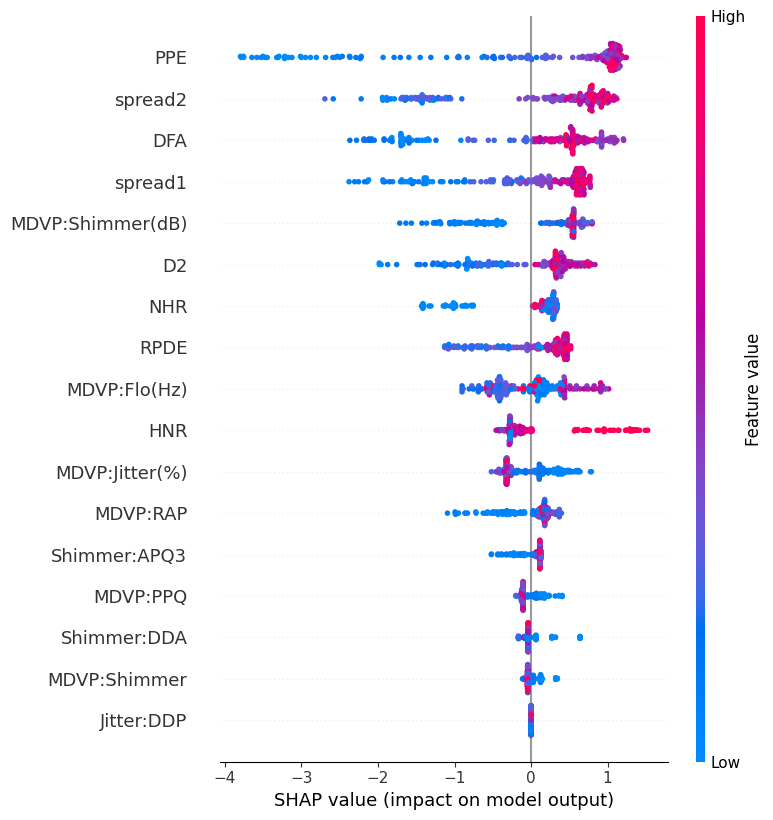 High
PPE
spread2
DFA
spread1
MDVP:Shimmer(dB)
D2
NHR
RPDE
MDVP:Flo(Hz)
HNR
MDVP:Jitter(%)
MDVP:RAP
Shimmer:APQ3
MDVP:PPQ
Shimmer:DDA
MDVP:Shimmer
Jitter:DDP
Feature value
Low
−4 −3 −2 −1 0 1
SHAP value (impact on model output)